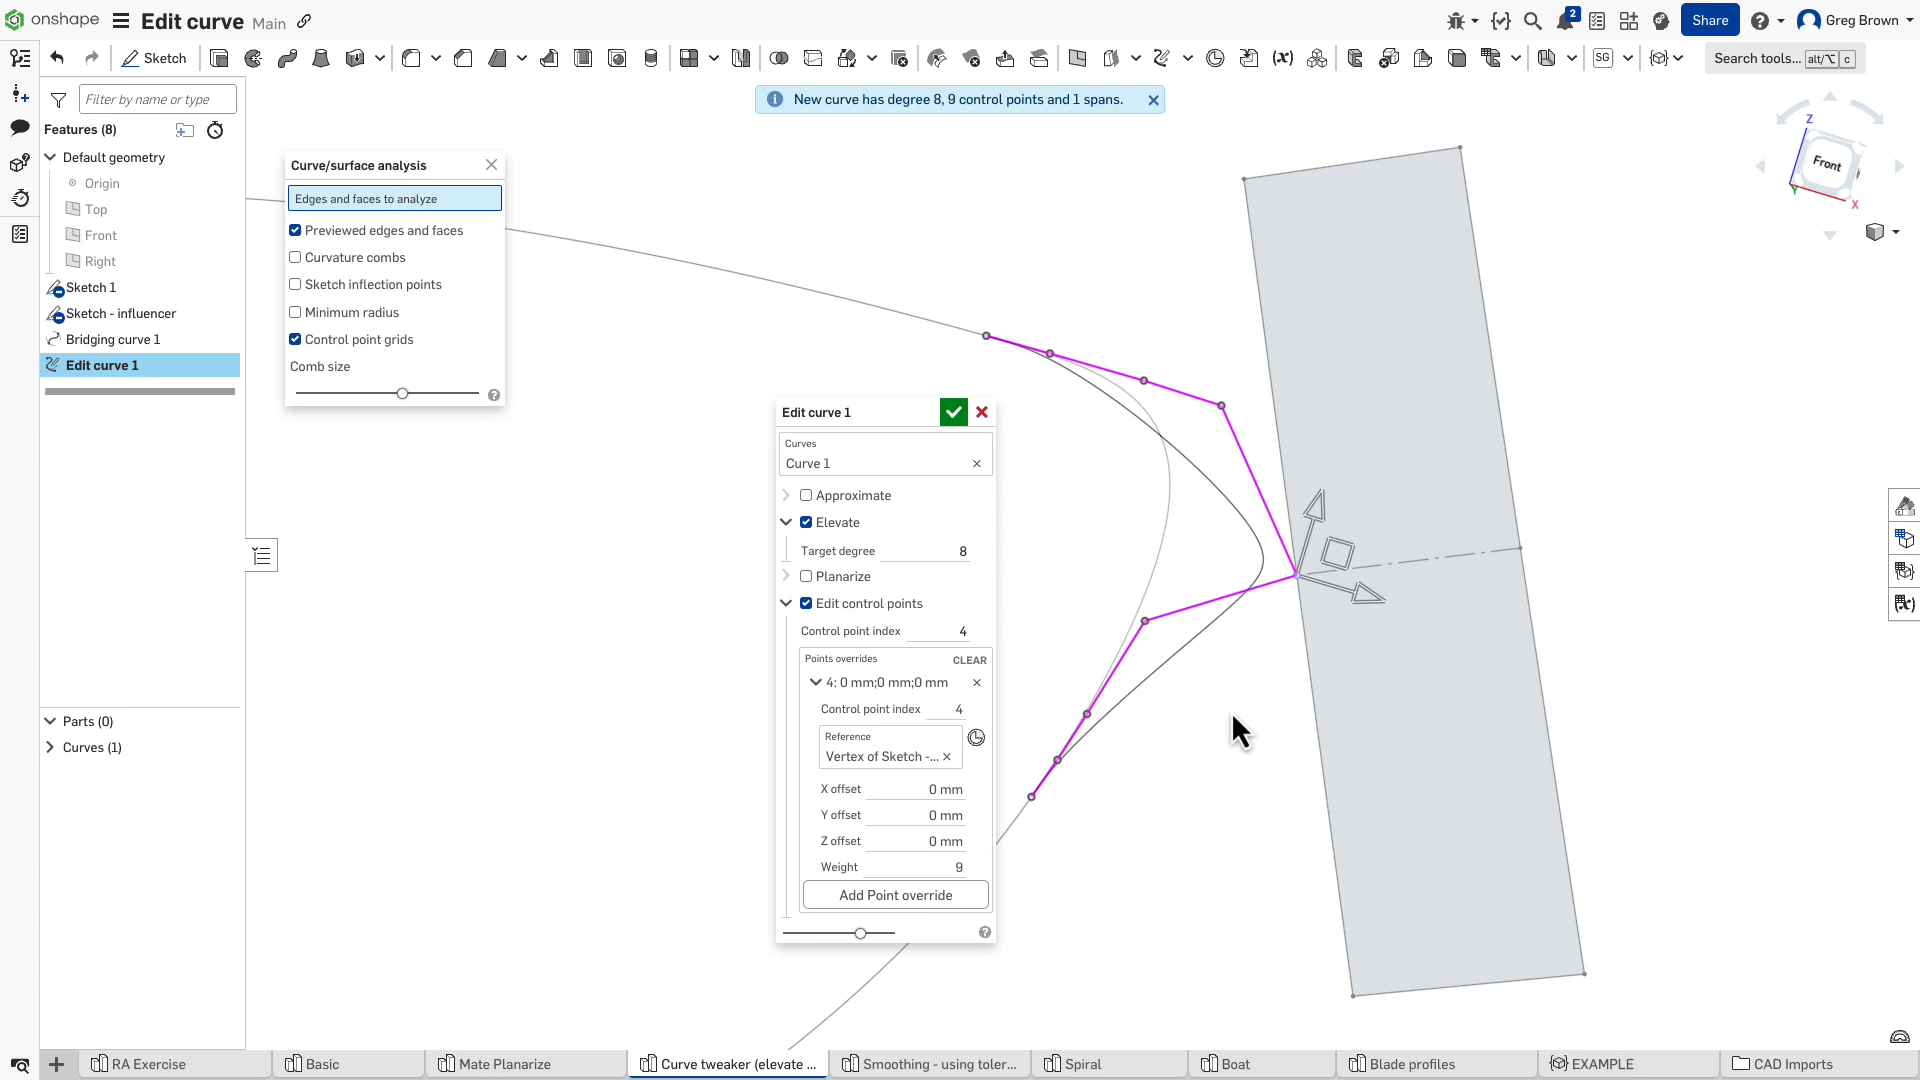 onshape
Edit curve
Main
2
Share
Greg Brown
Sketch
SG
(x)
Search tools...
alt/⌥
c
Filter by name or type
Features (8)
Default geometry
Origin
Top
Front
Right
Sketch 1
Sketch - influencer
Bridging curve 1
Edit curve 1
Parts (0)
Curves (1)
New curve has degree 8, 9 control points and 1 spans.
Curve/surface analysis
Edges and faces to analyze
Previewed edges and faces
Curvature combs
Sketch inflection points
Minimum radius
Control point grids
Comb size
Edit curve 1
Curves
Curve 1
Approximate
Elevate
Target degree 8
Planarize
Edit control points
Control point index 4
Points overrides CLEAR
4: 0 mm;0 mm;0 mm
Control point index 4
Reference
Vertex of Sketch -...
X offset 0 mm
Y offset 0 mm
Z offset 0 mm
Weight 9
Add Point override
Z
Front
Y
X
(x)
RA Exercise
Basic
Mate Planarize
Curve tweaker (elevate ...
Smoothing - using toler...
Spiral
Boat
Blade profiles
EXAMPLE
CAD Imports